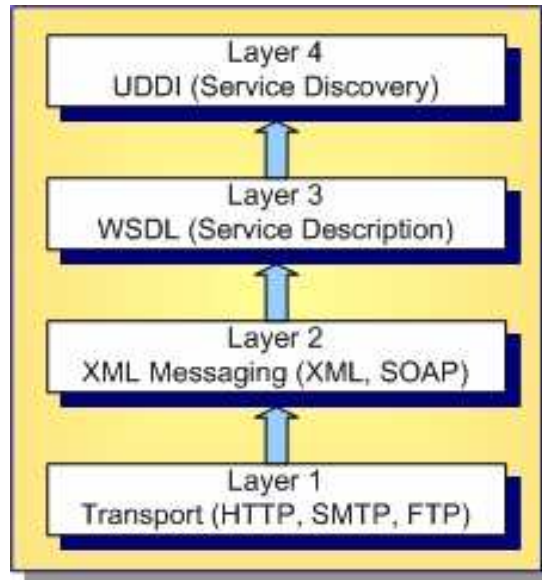 Layer 4
UDDI (Service Discovery)
Layer 3
WSDL (Service Description)
Layer 2
XML Messaging (XML, SOAP)
Layer 1
Transport (HTTP, SMTP, FTP)